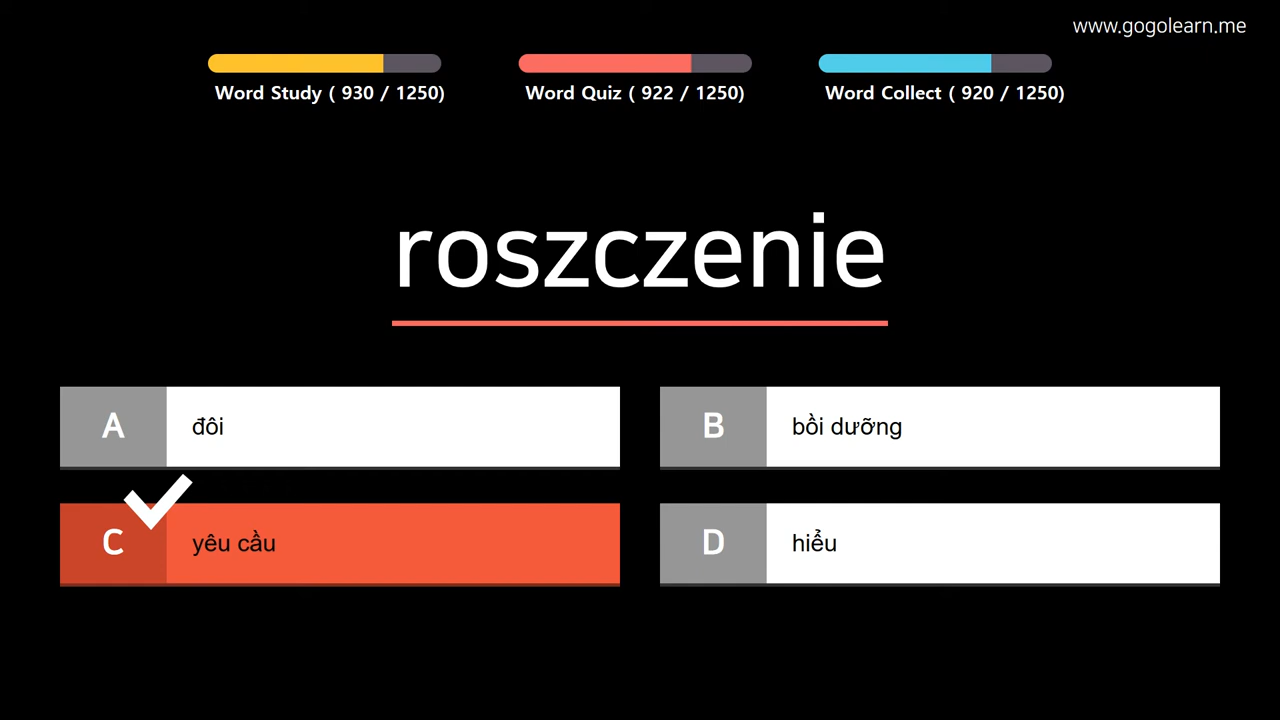 www.gogolearn.me
Word Study ( 930 / 1250)
Word Quiz ( 922 / 1250)
Word Collect ( 920 / 1250)
roszczenie
A đôi
B bồi dưỡng
C yêu cầu
D hiểu